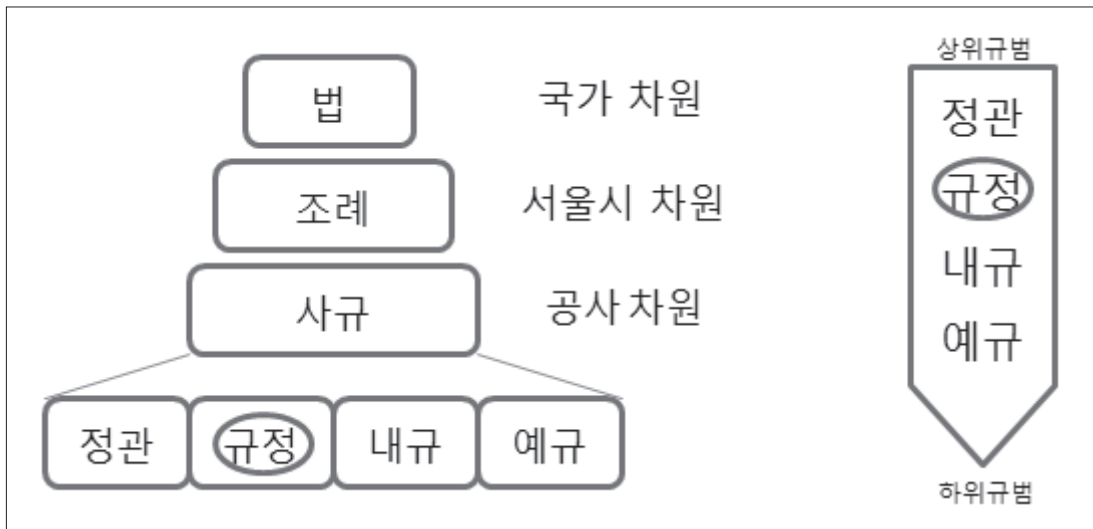 법 국가 차원
조례 서울시 차원
사규 공사 차원
정관 규정 내규 예규
상위규범
정관
규정
내규
예규
하위규범